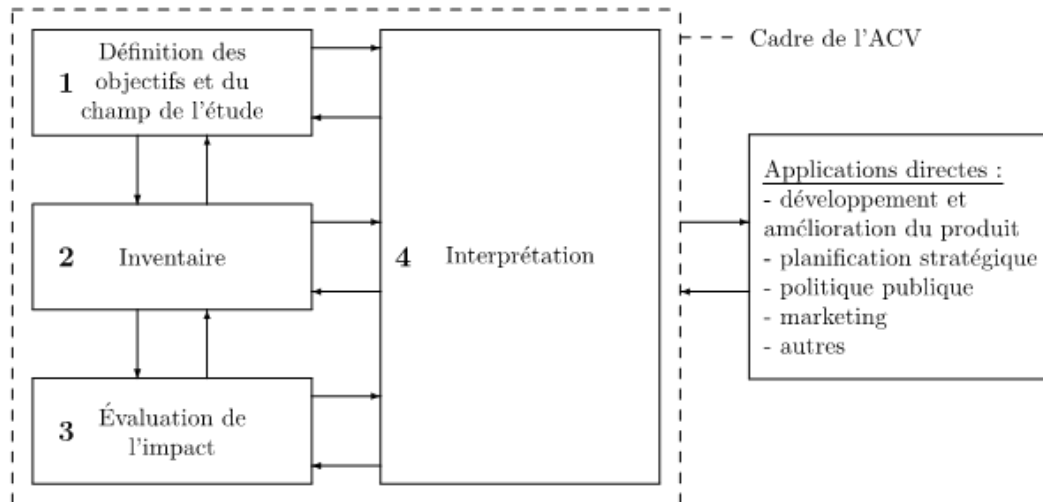 1
Définition des
objectifs et du
champ de l'étude
2
Inventaire
3
Évaluation de
l'impact
4
Interprétation
Cadre de l'ACV
Applications directes :
- développement et
amélioration du produit
- planification stratégique
- politique publique
- marketing
- autres